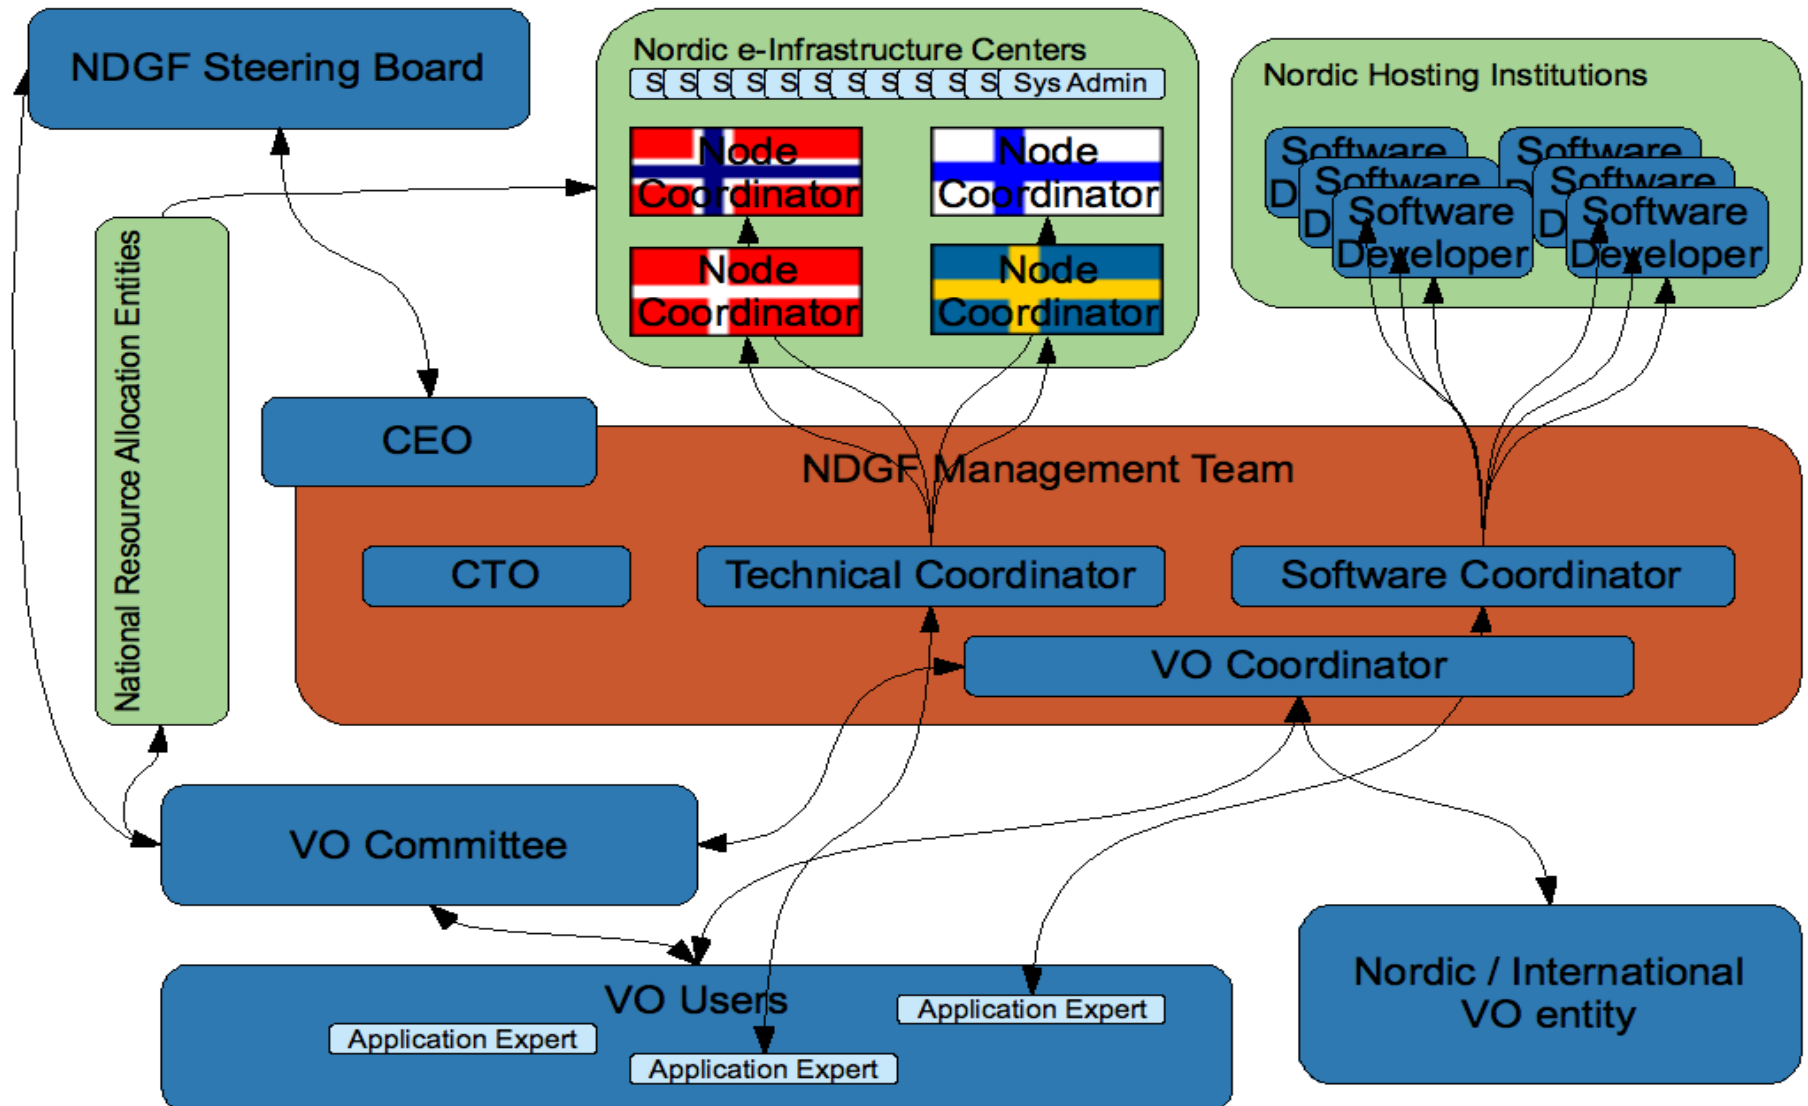 NDGF Steering Board
Nordic e-Infrastructure Centers
S S S S S S S S S S S Sys Admin
Node
Coordinator
Node
Coordinator
Node
Coordinator
Node
Coordinator
Nordic Hosting Institutions
Software
D
Software
D
Software
Developer
Software
D
Software
D
Software
Developer
National Resource Allocation Entities
CEO
NDGF Management Team
CTO
Technical Coordinator
Software Coordinator
VO Coordinator
VO Committee
VO Users
Application Expert
Application Expert
Application Expert
Nordic / International
VO entity